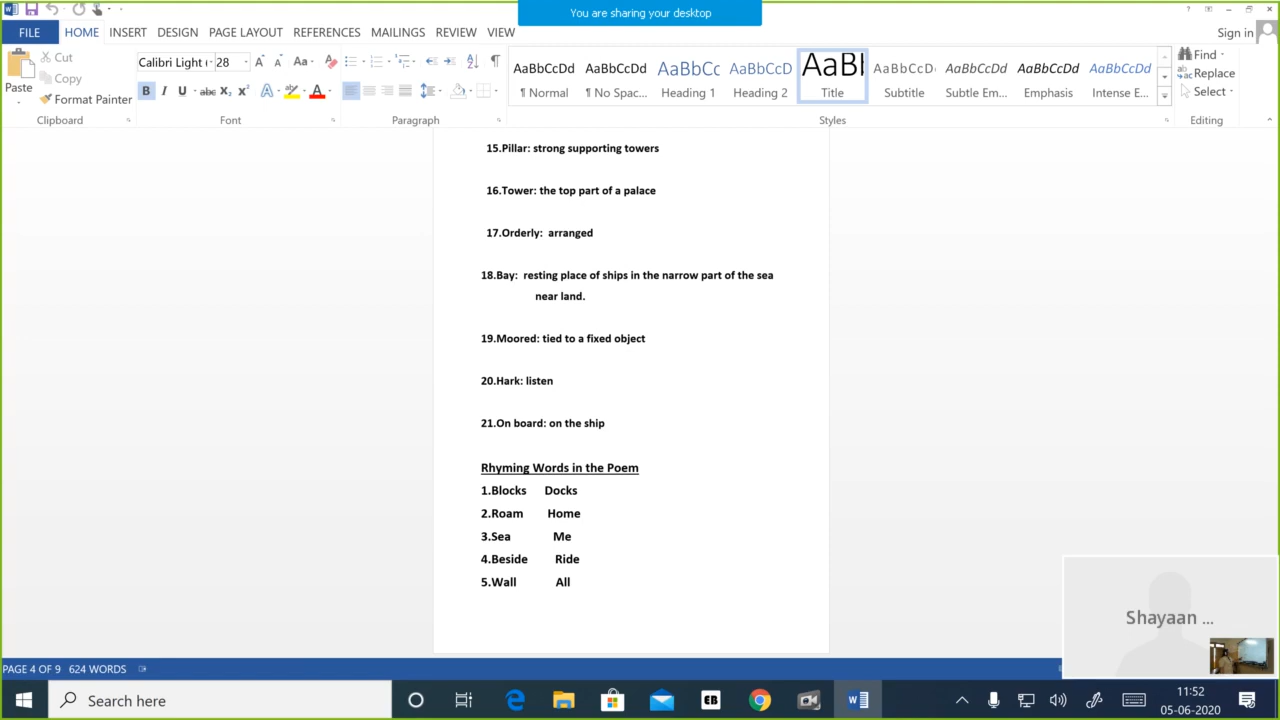 You are sharing your desktop
FILE HOME INSERT DESIGN PAGE LAYOUT REFERENCES MAILINGS REVIEW VIEW
Sign in
Paste
Cut
Copy
Format Painter
Clipboard
Calibri Light ( 28
Font
Paragraph
AaBbCcDd AaBbCcDd AaBbCc AaBbCcD AaBl AaBbCcD AaBbCcDd AaBbCcDd AaBbCcDd
¶ Normal ¶ No Spac... Heading 1 Heading 2 Title Subtitle Subtle Em... Emphasis Intense E...
Styles
Find
Replace
Select
Editing
15.Pillar: strong supporting towers
16.Tower: the top part of a palace
17.Orderly: arranged
18.Bay: resting place of ships in the narrow part of the sea
near land.
19.Moored: tied to a fixed object
20.Hark: listen
21.On board: on the ship
Rhyming Words in the Poem
1.Blocks Docks
2.Roam Home
3.Sea Me
4.Beside Ride
5.Wall All
Shayaan ...
PAGE 4 OF 9 624 WORDS
Search here
EB
11:52
05-06-2020